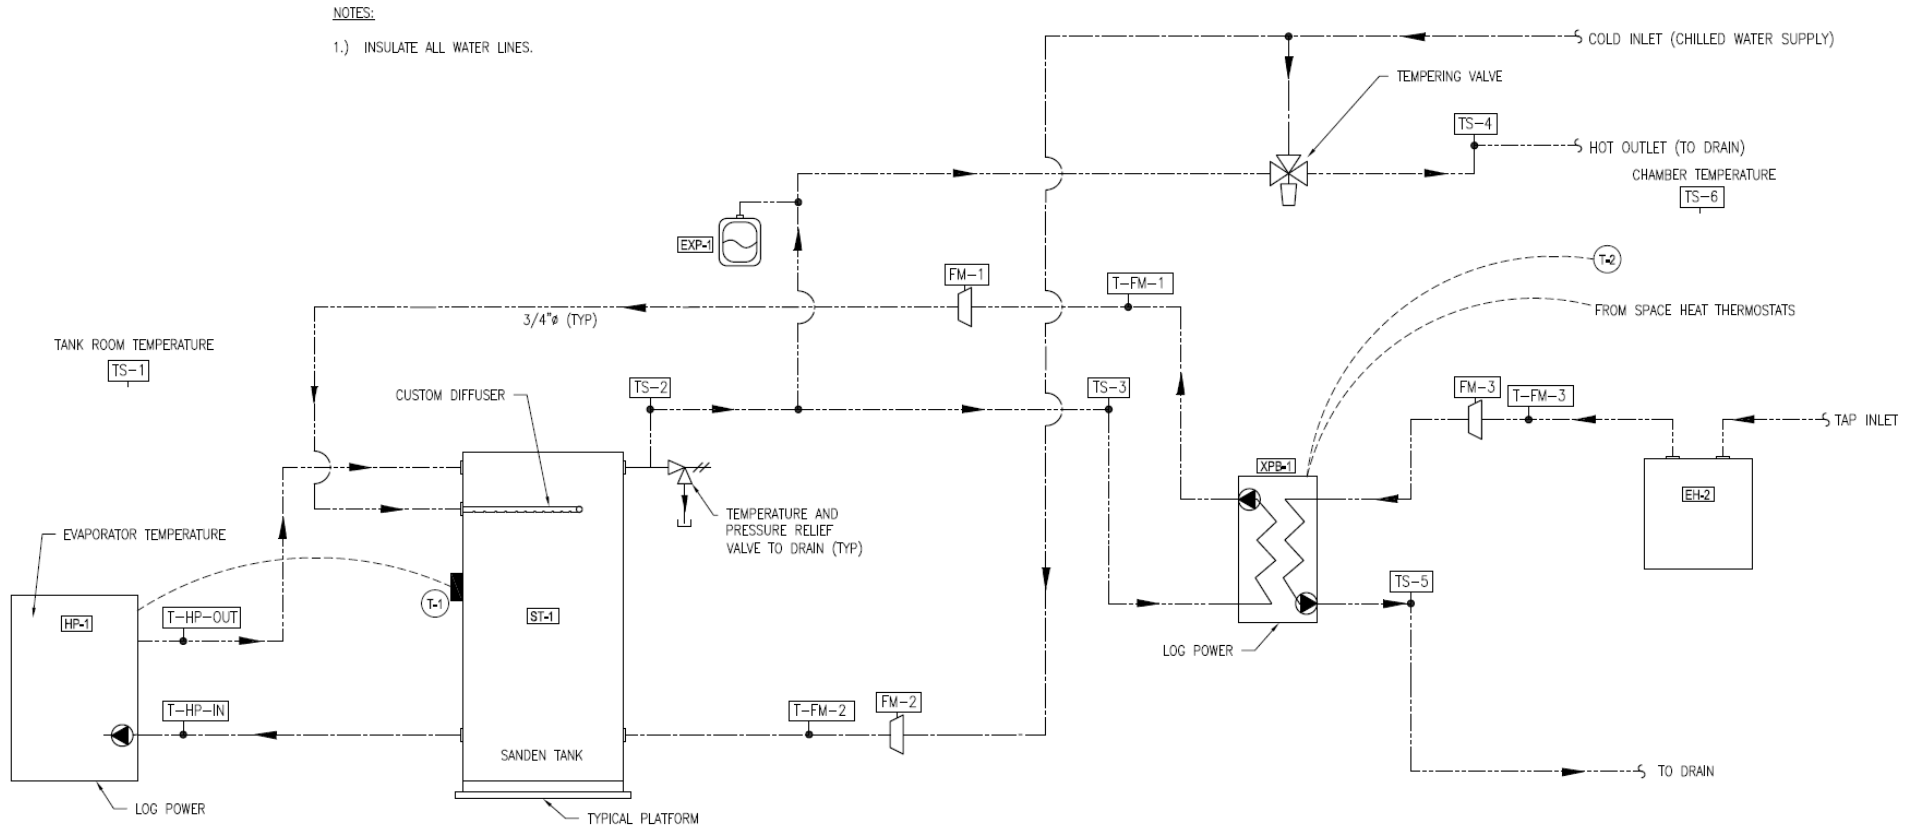 NOTES:
1.) INSULATE ALL WATER LINES.
COLD INLET (CHILLED WATER SUPPLY)
TEMPERING VALVE
TS-4
HOT OUTLET (TO DRAIN)
CHAMBER TEMPERATURE
TS-6
EXP-1
FM-1
T-FM-1
T-2
3/4"ø (TYP)
FROM SPACE HEAT THERMOSTATS
TANK ROOM TEMPERATURE
TS-1
CUSTOM DIFFUSER
TS-2
TS-3
FM-3
T-FM-3
TAP INLET
XPB-1
EH-2
TEMPERATURE AND
PRESSURE RELIEF
VALVE TO DRAIN (TYP)
EVAPORATOR TEMPERATURE
HP-1
T-HP-OUT
T-1
ST-1
TS-5
LOG POWER
T-HP-IN
T-FM-2
FM-2
SANDEN TANK
TO DRAIN
LOG POWER
TYPICAL PLATFORM